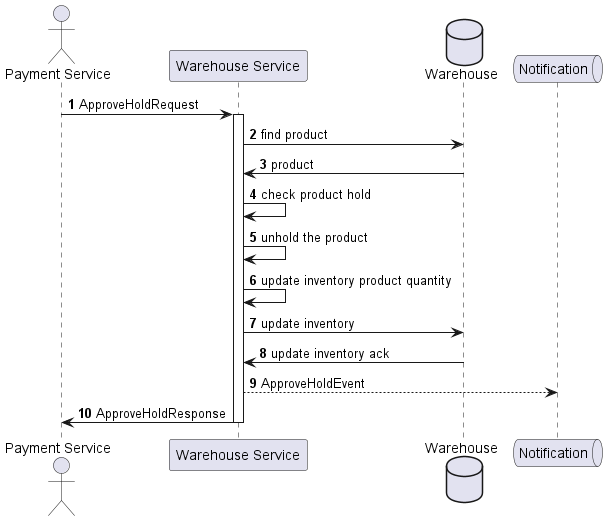 Payment Service
Warehouse Service
Warehouse
Notification
1 ApproveHoldRequest
2 find product
3 product
4 check product hold
5 unhold the product
6 update inventory product quantity
7 update inventory
8 update inventory ack
9 ApproveHoldEvent
10 ApproveHoldResponse
Payment Service
Warehouse Service
Warehouse
Notification